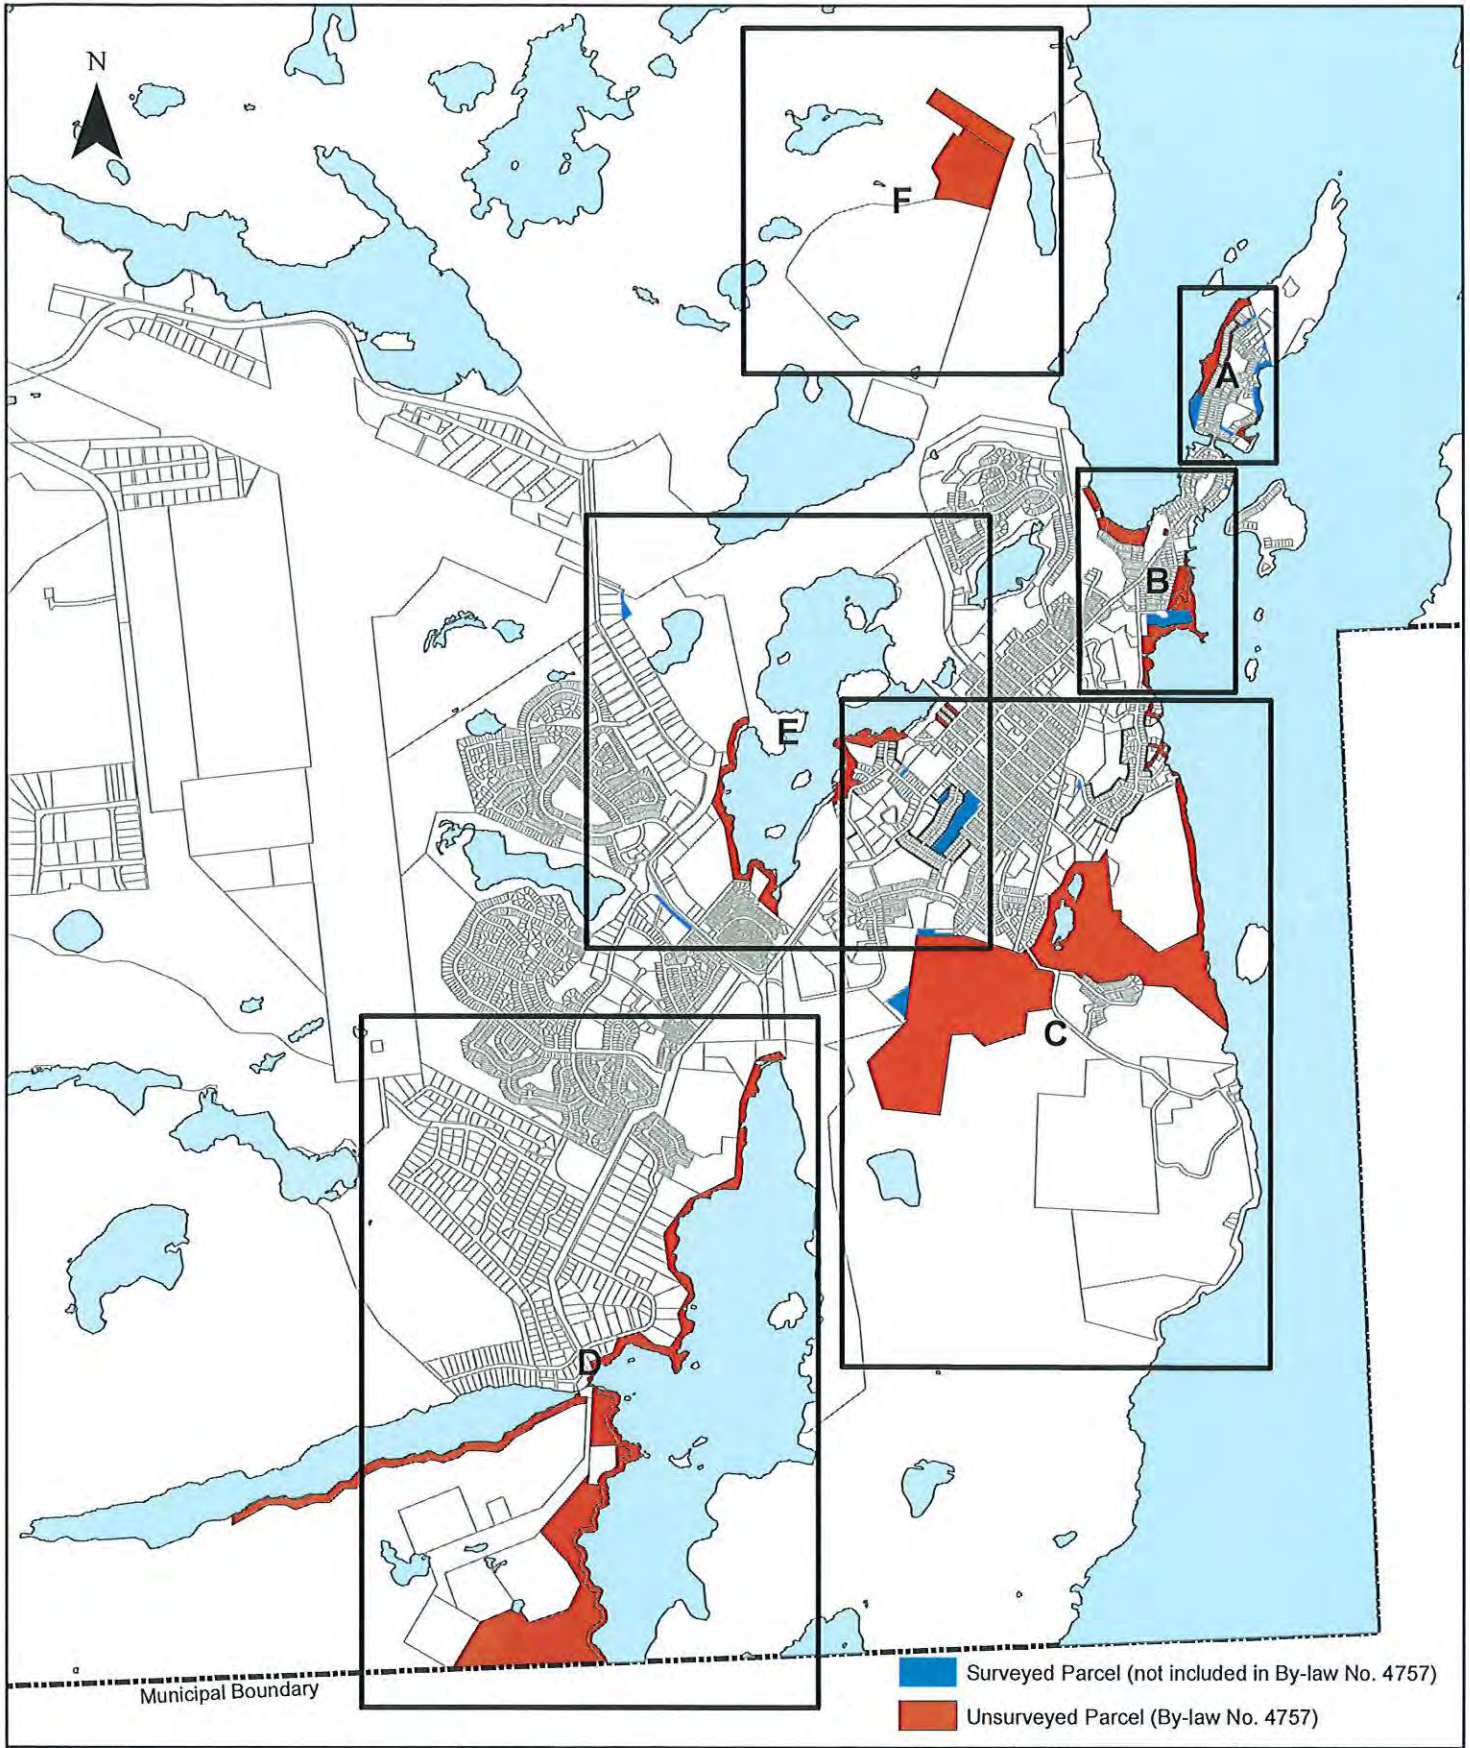 N
F
A
B
E
C
D
Municipal Boundary
Surveyed Parcel (not included in By-law No. 4757)
Unsurveyed Parcel (By-law No. 4757)